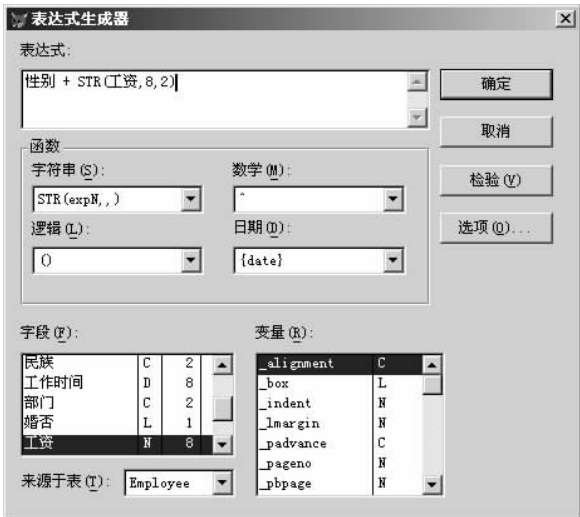 表达式生成器
表达式:
性别 + STR(工资,8,2)
确定
取消
检验(V)
选项(O)...
函数
字符串(S):
数学(M):
STR(expN,,)
^
逻辑(L):
日期(D):
()
{date}
字段(F):
变量(R):
民族 C 2
工作时间 D 8
部门 C 2
婚否 L 1
工资 N 8
_alignment C
_box L
_indent N
_lmargin N
_padvance C
_pageno N
_pbpage N
来源于表(T): Employee